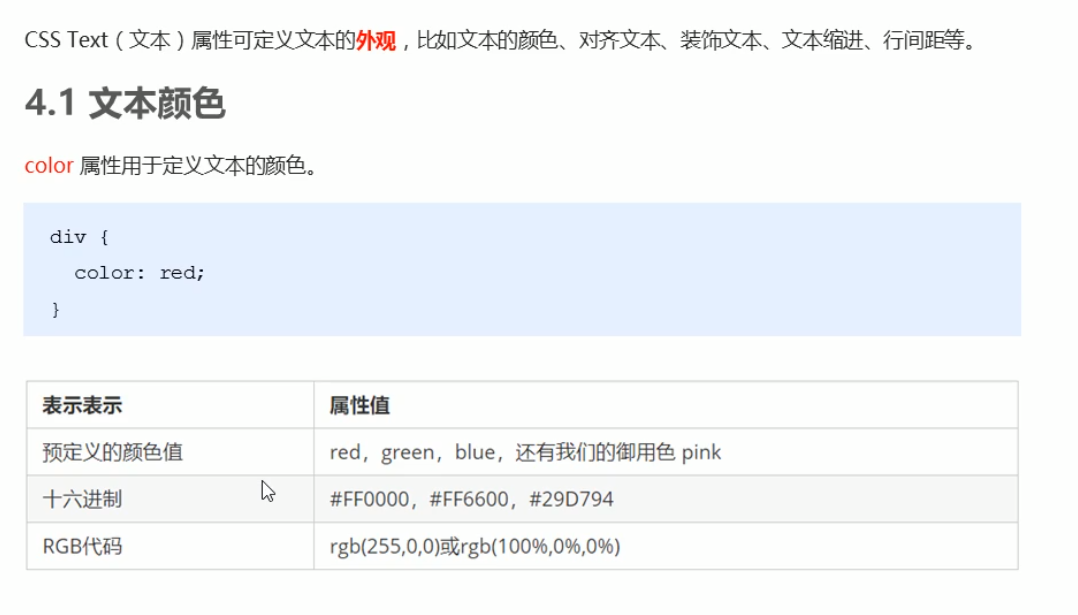 CSS Text（文本）属性可定义文本的外观，比如文本的颜色、对齐文本、装饰文本、文本缩进、行间距等。
4.1 文本颜色
color 属性用于定义文本的颜色。
div {
color: red;
}
表示表示 属性值
预定义的颜色值 red，green，blue，还有我们的御用色 pink
十六进制 #FF0000，#FF6600，#29D794
RGB代码 rgb(255,0,0)或rgb(100%,0%,0%)